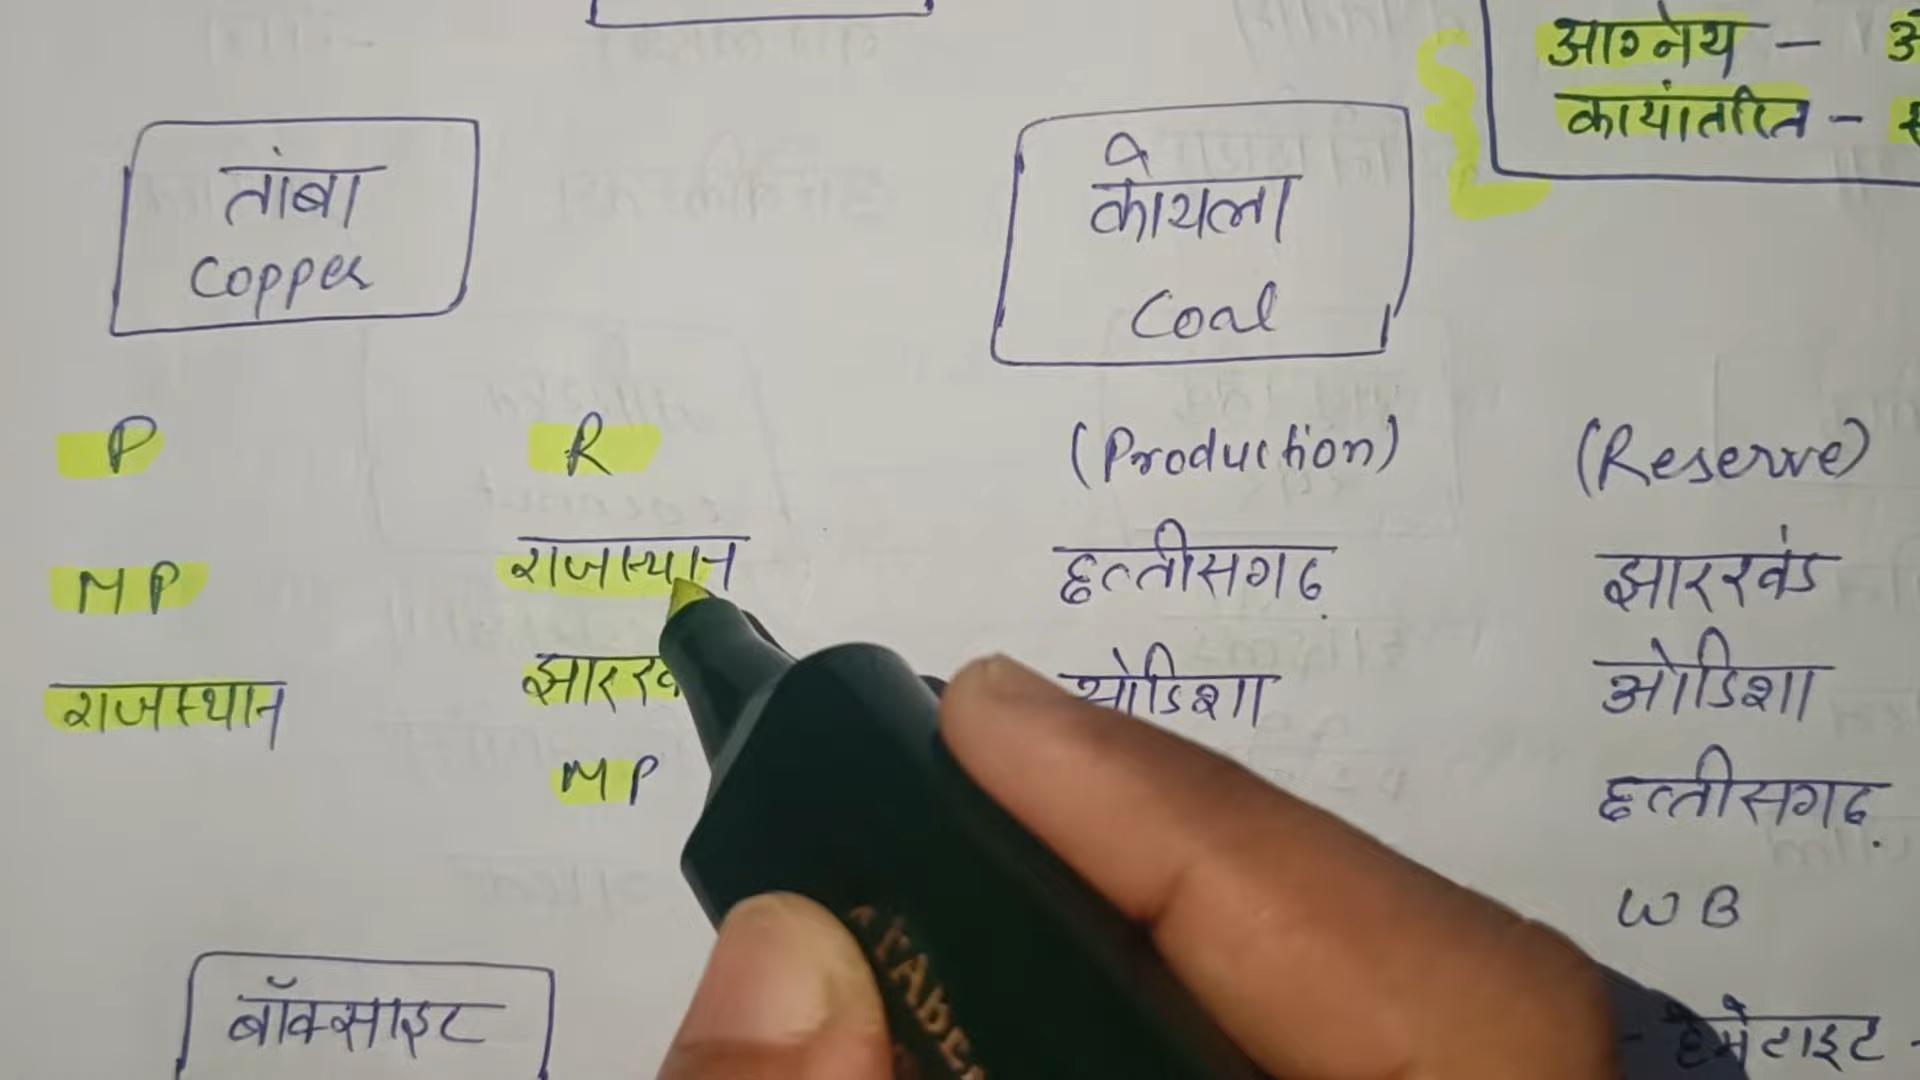 आग्नेय -
कायांतरित -
तांबा
Copper
कोयला
Coal
P R (Production) (Reserve)
MP राजस्थान छत्तीसगढ़ झारखंड
राजस्थान ओडिशा ओडिशा
MP छत्तीसगढ़
WB
बॉक्साइट
- हेमेटाइट -